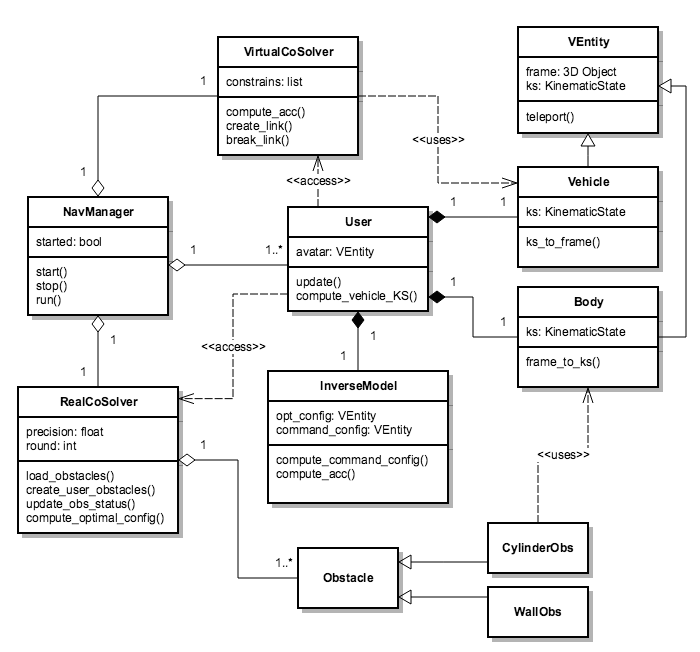 VirtualCoSolver
constrains: list
compute_acc()
create_link()
break_link()
VEntity
frame: 3D Object
ks: KinematicState
teleport()
1
<<uses>>
1
<<access>>
Vehicle
ks: KinematicState
ks_to_frame()
NavManager
started: bool
start()
stop()
run()
User
avatar: VEntity
update()
compute_vehicle_KS()
1
1
1
1..*
1
1
Body
ks: KinematicState
frame_to_ks()
1
<<access>>
1
1
1
RealCoSolver
precision: float
round: int
load_obstacles()
create_user_obstacles()
update_obs_status()
compute_optimal_config()
InverseModel
opt_config: VEntity
command_config: VEntity
compute_command_config()
compute_acc()
1
<<uses>>
CylinderObs
1..*
Obstacle
WallObs